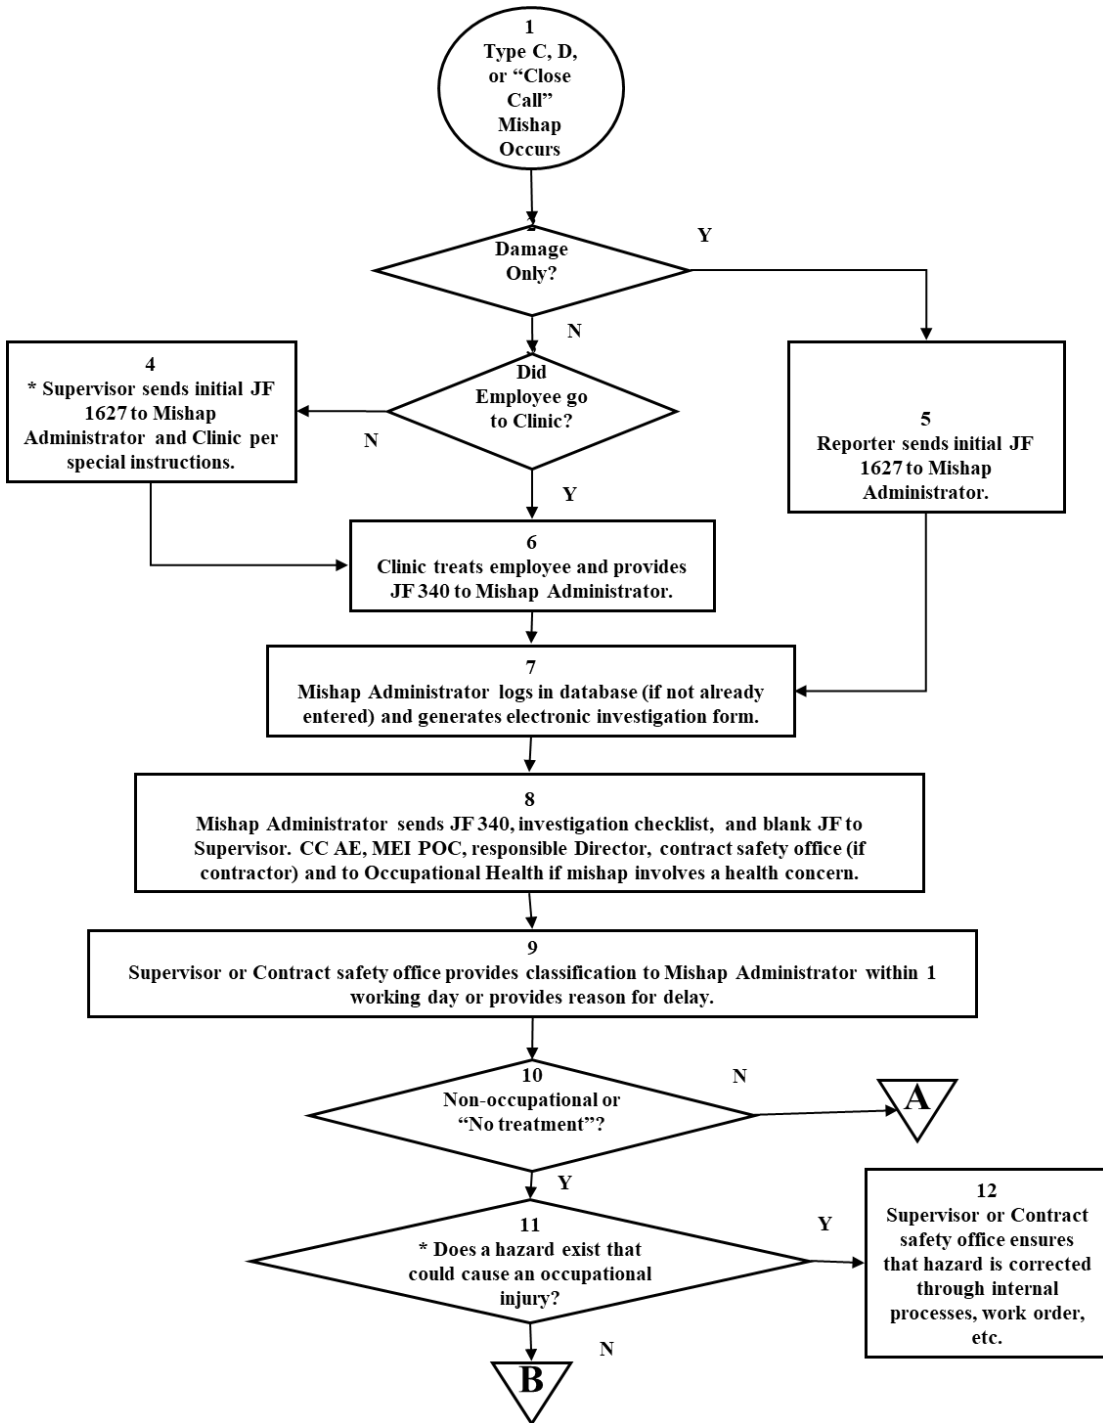 1
Type C, D,
or “Close
Call”
Mishap
Occurs
2
Damage
Only?
Y
N
Did
Employee go
to Clinic?
N
Y
4
* Supervisor sends initial JF
1627 to Mishap
Administrator and Clinic per
special instructions.
5
Reporter sends initial JF
1627 to Mishap
Administrator.
6
Clinic treats employee and provides
JF 340 to Mishap Administrator.
7
Mishap Administrator logs in database (if not already
entered) and generates electronic investigation form.
8
Mishap Administrator sends JF 340, investigation checklist, and blank JF to
Supervisor. CC AE, MEI POC, responsible Director, contract safety office (if
contractor) and to Occupational Health if mishap involves a health concern.
9
Supervisor or Contract safety office provides classification to Mishap Administrator within 1
working day or provides reason for delay.
10
Non-occupational or
“No treatment”?
N
A
Y
11
* Does a hazard exist that
could cause an occupational
injury?
Y
12
Supervisor or Contract
safety office ensures
that hazard is corrected
through internal
processes, work order,
etc.
N
B